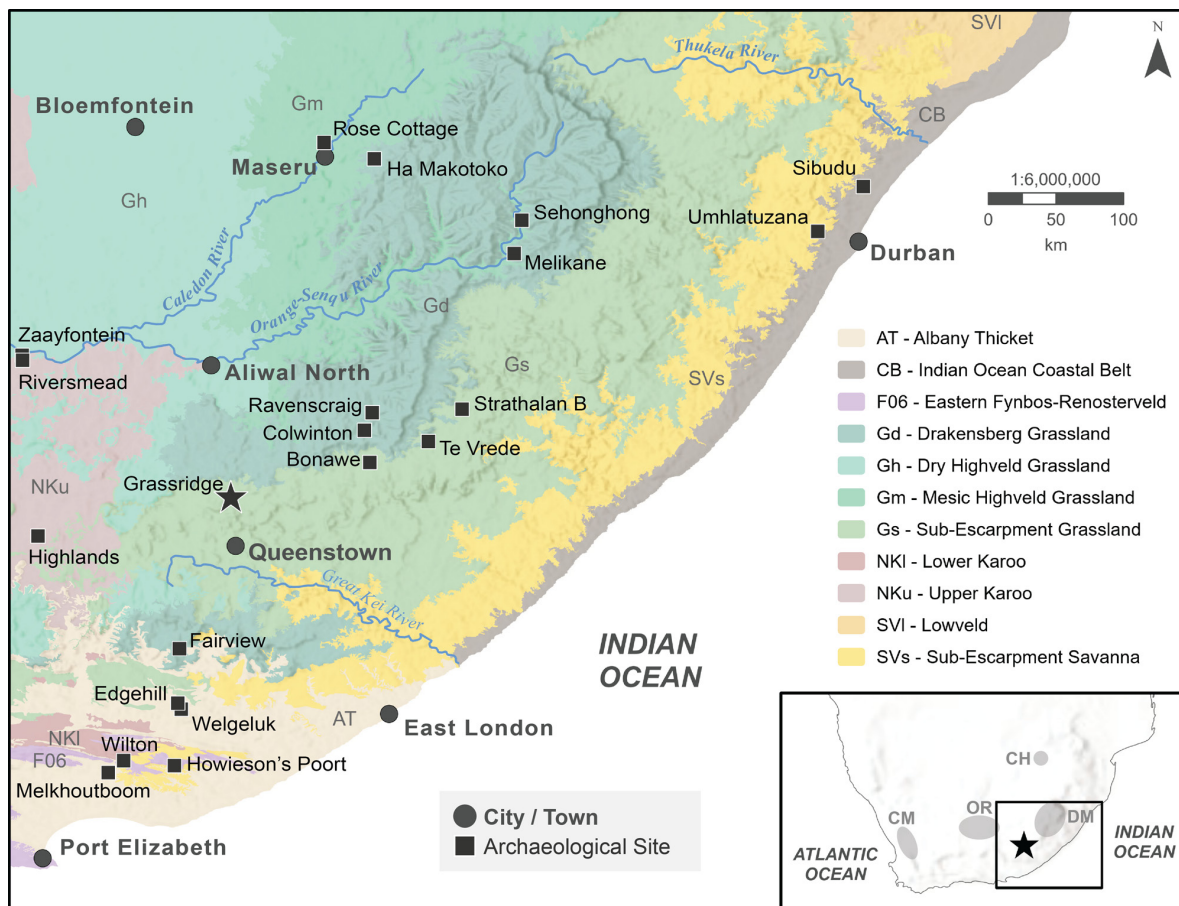 SVl
N
Thukela River
Bloemfontein
Gm
Rose Cottage
CB
Maseru
Ha Makotoko
Sibudu
1:6,000,000
Gh
0 50 100
km
Sehonghong
Umhlatuzana
Durban
Melikane
Caledon River
Orange-Senqu River
Gd
Zaayfontein
Riversmead
Aliwal North
Gs
SVs
Ravenscraig
Strathalan B
Colwinton
Te Vrede
Bonawe
Grassridge
NKu
Highlands
Queenstown
Great Kei River
Fairview
INDIAN
OCEAN
Edgehill
Welgeluk
AT
East London
NKl
Wilton
F06
Howieson's Poort
Melkhoutboom
Port Elizabeth
AT - Albany Thicket
CB - Indian Ocean Coastal Belt
F06 - Eastern Fynbos-Renosterveld
Gd - Drakensberg Grassland
Gh - Dry Highveld Grassland
Gm - Mesic Highveld Grassland
Gs - Sub-Escarpment Grassland
NKl - Lower Karoo
NKu - Upper Karoo
SVl - Lowveld
SVs - Sub-Escarpment Savanna
City / Town
Archaeological Site
CH
CM
OR
DM
ATLANTIC
OCEAN
INDIAN
OCEAN